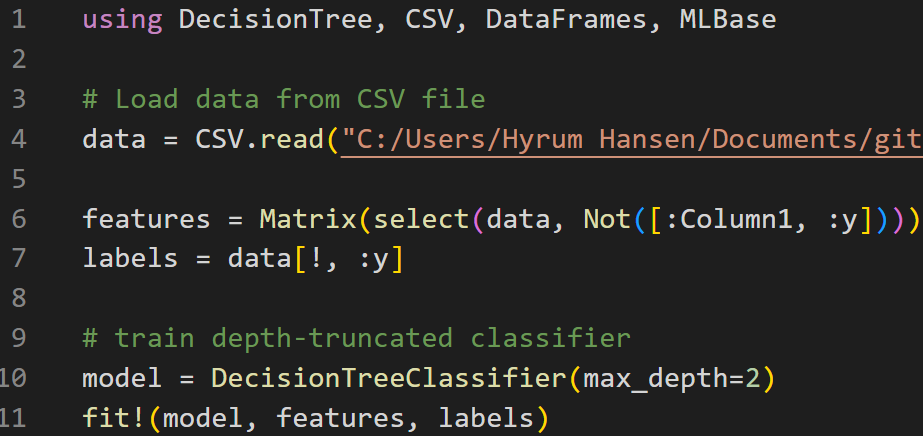 1 using DecisionTree, CSV, DataFrames, MLBase
2
3 # Load data from CSV file
4 data = CSV.read("C:/Users/Hyrum Hansen/Documents/git
5
6 features = Matrix(select(data, Not([:Column1, :y])))
7 labels = data[!, :y]
8
9 # train depth-truncated classifier
10 model = DecisionTreeClassifier(max_depth=2)
11 fit!(model, features, labels)